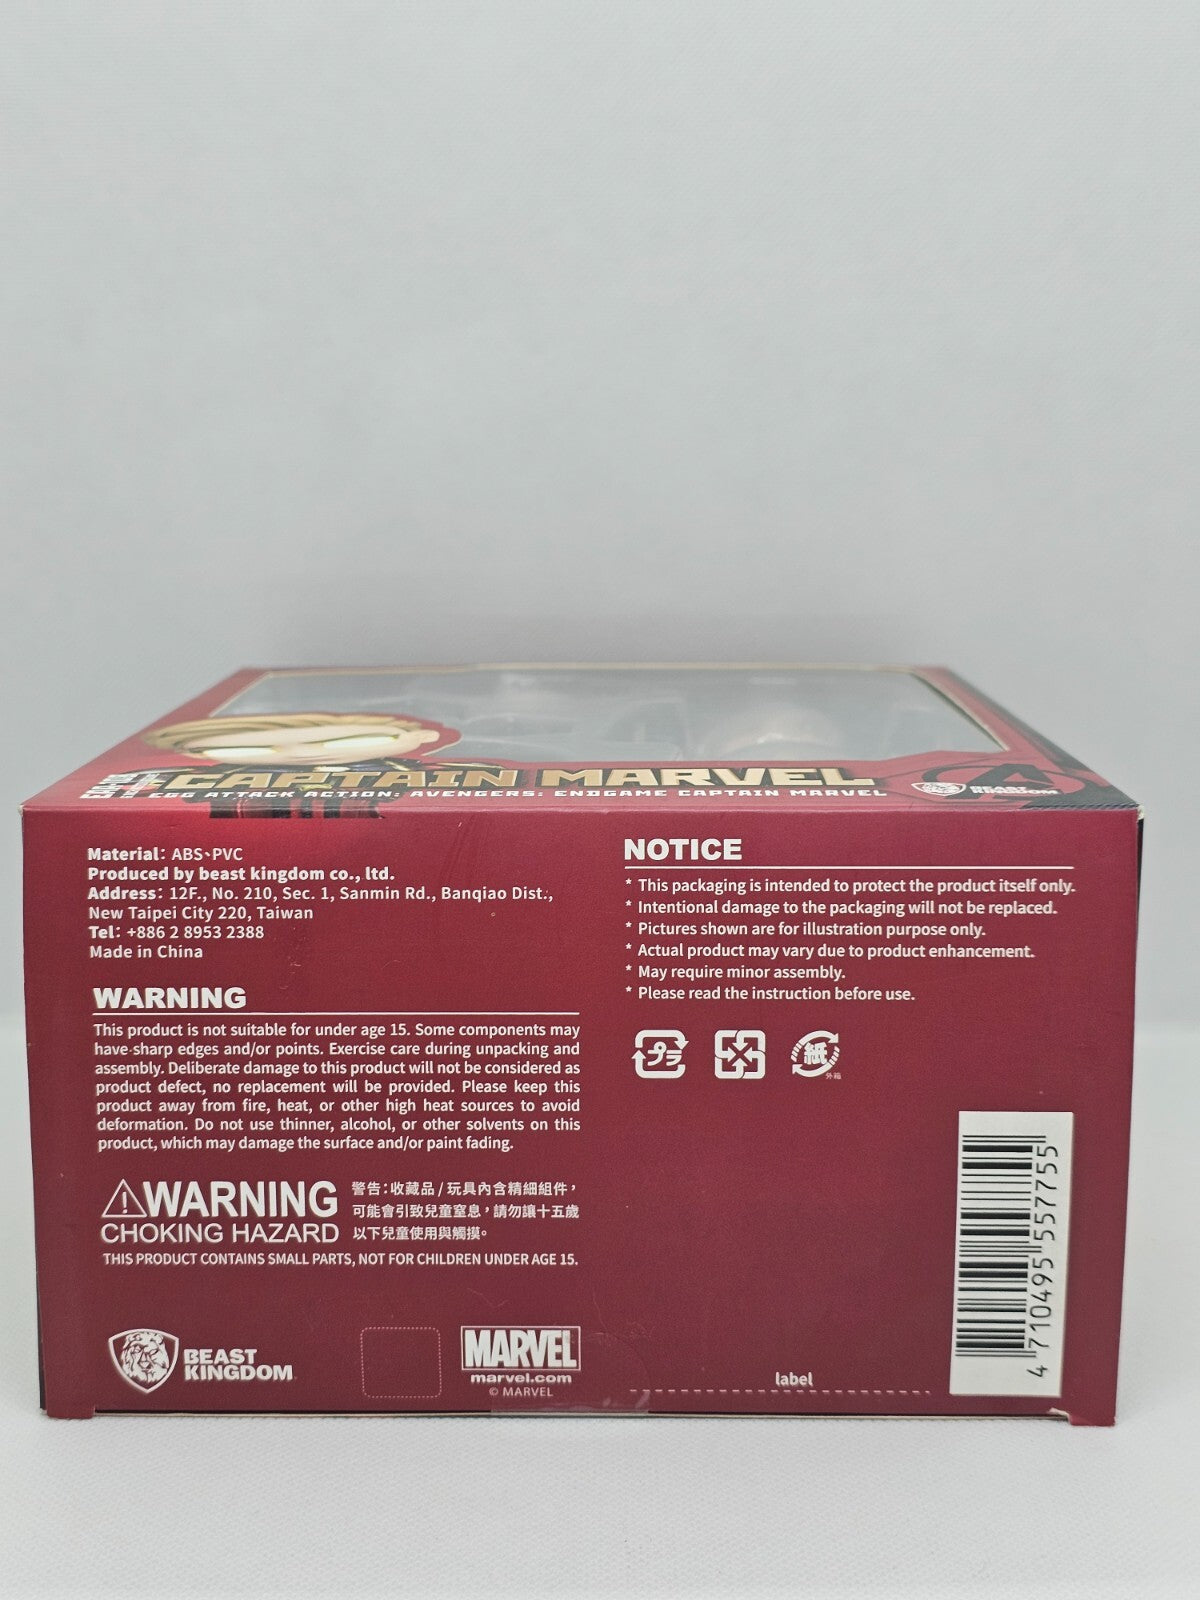 CAPTAIN MARVEL
EGG ATTACK ACTION: AVENGERS: ENDGAME CAPTAIN MARVEL
BEAST
KINGDOM
Material: ABS、PVC
Produced by beast kingdom co., ltd.
Address: 12F., No. 210, Sec. 1, Sanmin Rd., Banqiao Dist.,
New Taipei City 220, Taiwan
Tel: +886 2 8953 2388
Made in China
WARNING
This product is not suitable for under age 15. Some components may
have sharp edges and/or points. Exercise care during unpacking and
assembly. Deliberate damage to this product will not be considered as
product defect, no replacement will be provided. Please keep this
product away from fire, heat, or other high heat sources to avoid
deformation. Do not use thinner, alcohol, or other solvents on this
product, which may damage the surface and/or paint fading.
WARNING
CHOKING HAZARD
警告：收藏品 / 玩具內含精細組件，
可能會引致兒童窒息，請勿讓十五歲
以下兒童使用與觸摸。
THIS PRODUCT CONTAINS SMALL PARTS, NOT FOR CHILDREN UNDER AGE 15.
BEAST
KINGDOM
MARVEL
marvel.com
© MARVEL
NOTICE
* This packaging is intended to protect the product itself only.
* Intentional damage to the packaging will not be replaced.
* Pictures shown are for illustration purpose only.
* Actual product may vary due to product enhancement.
* May require minor assembly.
* Please read the instruction before use.
プラ
紙
外箱
label
4 710495 557755